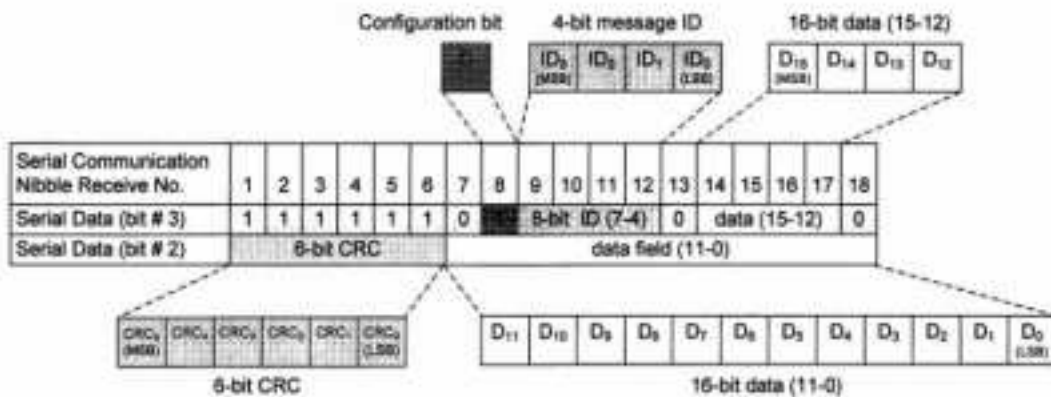 Configuration bit 4-bit message ID 16-bit data (15-12)
ID₁ ID₀ (MSB) (LSB)
D₁₅ D₁₄ D₁₃ D₁₂
(MSB)
Serial Communication
Nibble Receive No. 1 2 3 4 5 6 7 8 9 10 11 12 13 14 15 16 17 18
Serial Data (bit # 3) 1 1 1 1 1 1 0 8-bit ID (7-4) 0 data (15-12) 0
Serial Data (bit # 2) 6-bit CRC data field (11-0)
CRC₅ CRC₄ CRC₃ CRC₂ CRC₁ CRC₀
(MSB) (LSB)
D₁₁ D₁₀ D₉ D₈ D₇ D₆ D₅ D₄ D₃ D₂ D₁ D₀
(LSB)
6-bit CRC 16-bit data (11-0)